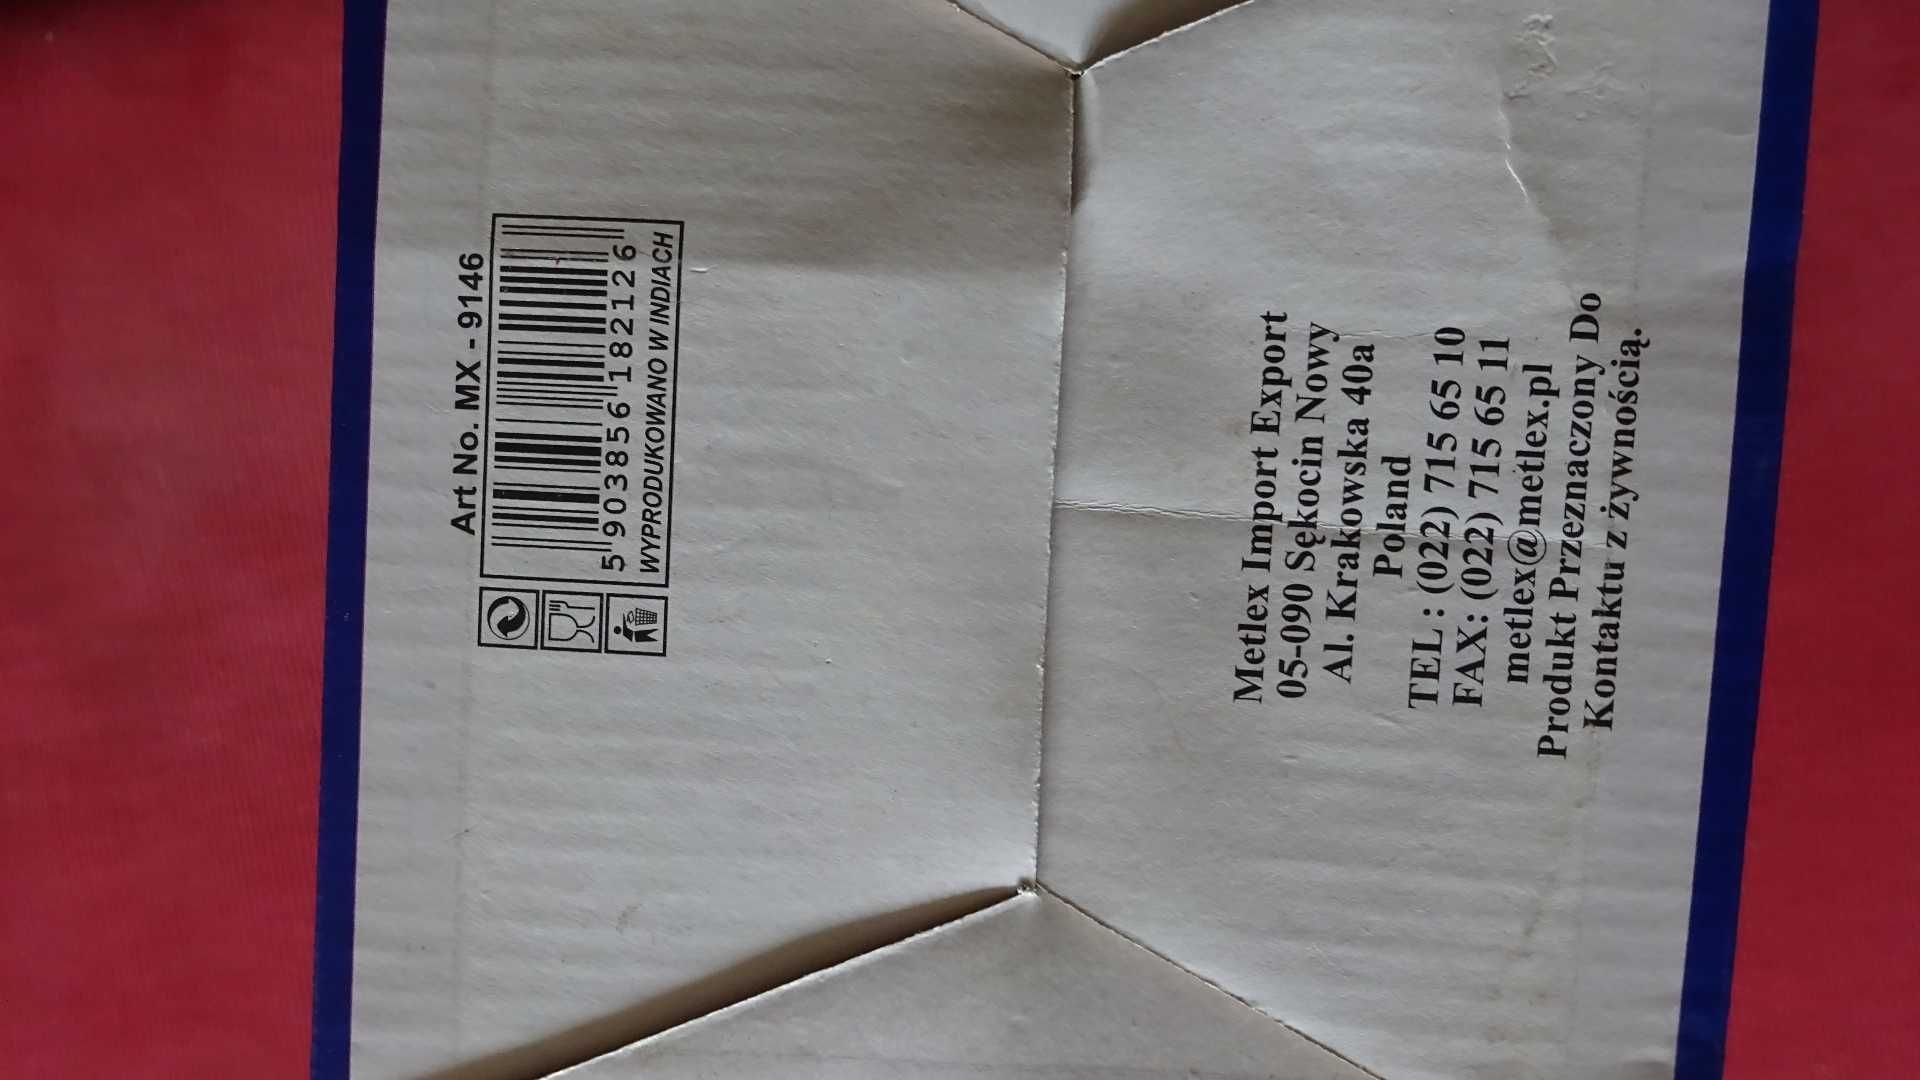 Art No. MX - 9146
5 903856 182126
WYPRODUKOWANO W INDIACH
Metlex Import Export
05-090 Sękocin Nowy
Al. Krakowska 40a
Poland
TEL : (022) 715 65 10
FAX: (022) 715 65 11
metlex@metlex.pl
Produkt Przeznaczony Do
Kontaktu z żywnością.